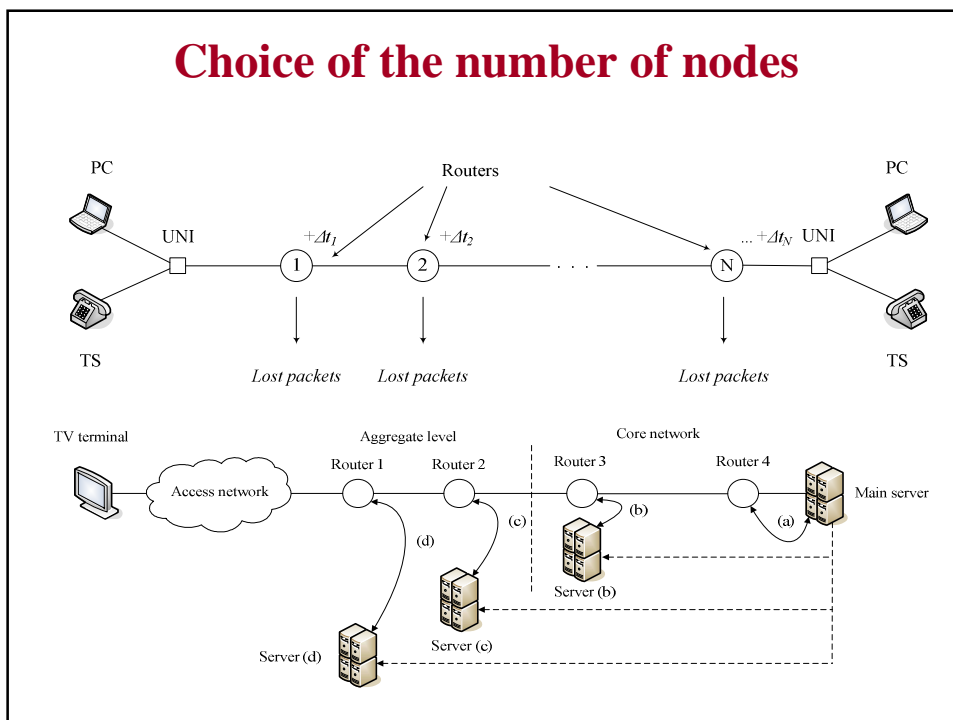 Choice of the number of nodes
PC
Routers
PC
UNI
+Δt1
+Δt2
... +ΔtN
UNI
1
2
. . .
N
TS
Lost packets
Lost packets
Lost packets
TS
TV terminal
Aggregate level
Core network
Router 1
Router 2
Router 3
Router 4
Access network
Main server
(d)
(c)
(b)
(a)
Server (b)
Server (c)
Server (d)